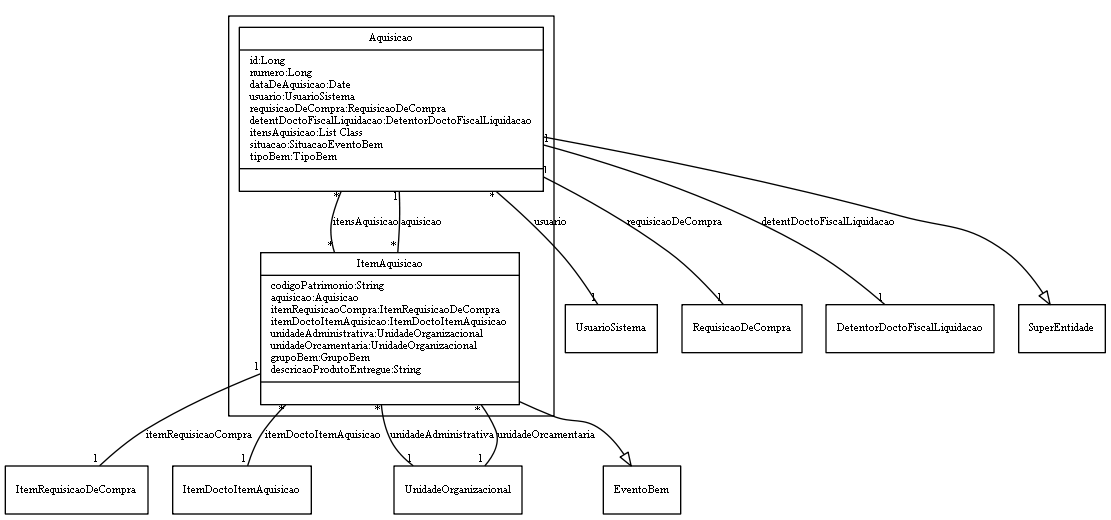 Aquisicao
id:Long
numero:Long
dataDeAquisicao:Date
usuario:UsuarioSistema
requisicaoDeCompra:RequisicaoDeCompra
detentDoctoFiscalLiquidacao:DetentorDoctoFiscalLiquidacao
itensAquisicao:List Class
situacao:SituacaoEventoBem
tipoBem:TipoBem
1
1
* 1 *
itensAquisicao aquisicao usuario requisicaoDeCompra detentDoctoFiscalLiquidacao
* *
ItemAquisicao
codigoPatrimonio:String
aquisicao:Aquisicao
itemRequisicaoCompra:ItemRequisicaoDeCompra
itemDoctoItemAquisicao:ItemDoctoItemAquisicao
unidadeAdministrativa:UnidadeOrganizacional
unidadeOrcamentaria:UnidadeOrganizacional
grupoBem:GrupoBem
descricaoProdutoEntregue:String
1 1 1
UsuarioSistema RequisicaoDeCompra DetentorDoctoFiscalLiquidacao SuperEntidade
1
* * *
itemRequisicaoCompra itemDoctoItemAquisicao unidadeAdministrativa unidadeOrcamentaria
1 1 1 1
ItemRequisicaoDeCompra ItemDoctoItemAquisicao UnidadeOrganizacional EventoBem